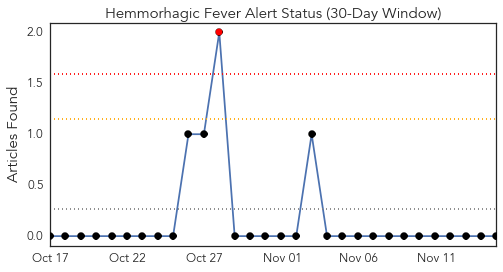 Hemmorhagic Fever Alert Status (30-Day Window)
Articles Found
2.0
1.5
1.0
0.5
0.0
Oct 17 Oct 22 Oct 27 Nov 01 Nov 06 Nov 11